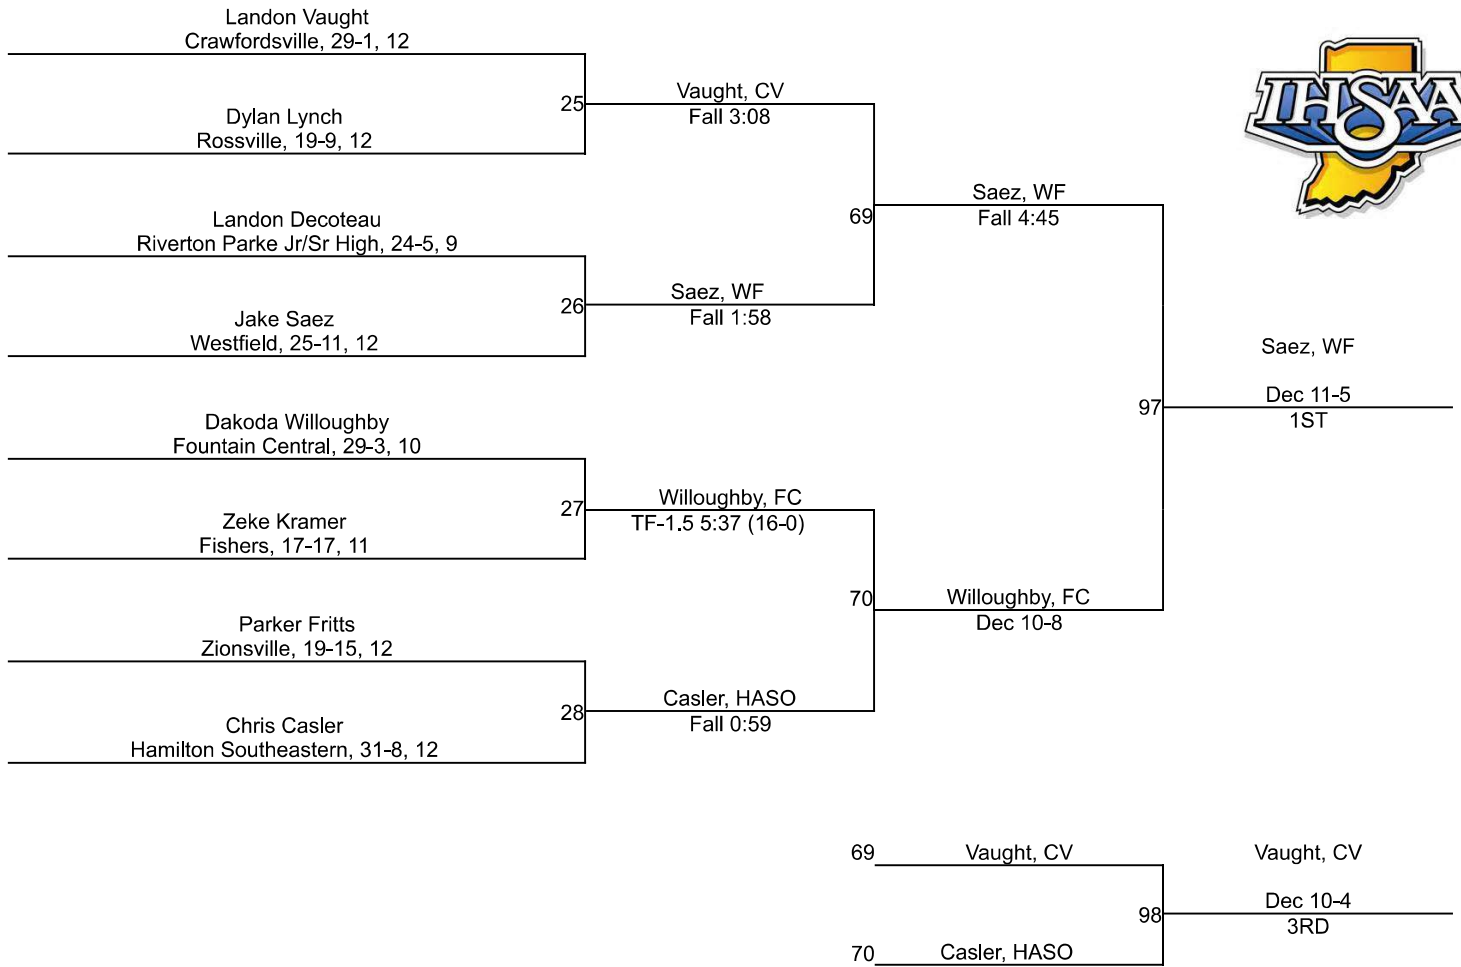 Landon Vaught
Crawfordsville, 29-1, 12
25
Vaught, CV
Fall 3:08
Dylan Lynch
Rossville, 19-9, 12
IHSAA
69
Saez, WF
Fall 4:45
Landon Decoteau
Riverton Parke Jr/Sr High, 24-5, 9
26
Saez, WF
Fall 1:58
Jake Saez
Westfield, 25-11, 12
97
Saez, WF
Dec 11-5
1ST
Dakoda Willoughby
Fountain Central, 29-3, 10
27
Willoughby, FC
TF-1.5 5:37 (16-0)
Zeke Kramer
Fishers, 17-17, 11
70
Willoughby, FC
Dec 10-8
Parker Fritts
Zionsville, 19-15, 12
28
Casler, HASO
Fall 0:59
Chris Casler
Hamilton Southeastern, 31-8, 12
69
Vaught, CV
98
Vaught, CV
Dec 10-4
3RD
70
Casler, HASO